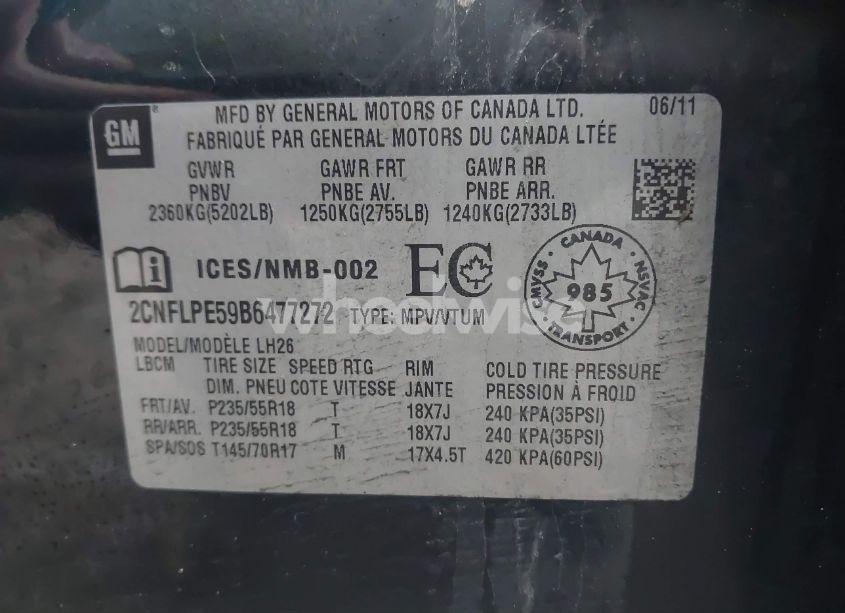 GM
MFD BY GENERAL MOTORS OF CANADA LTD. 06/11
FABRIQUÉ PAR GENERAL MOTORS DU CANADA LTÉE
GVWR GAWR FRT GAWR RR
PNBV PNBE AV. PNBE ARR.
2360KG(5202LB) 1250KG(2755LB) 1240KG(2733LB)
ICES/NMB-002 EC
CANADA
CMVSS 985 NSVAC
TRANSPORT
2CNFLPE59B6477272 TYPE: MPV/VTUM
wheelwise
MODEL/MODÈLE LH26
LBCM TIRE SIZE SPEED RTG RIM COLD TIRE PRESSURE
DIM. PNEU COTE VITESSE JANTE PRESSION À FROID
FRT/AV. P235/55R18 T 18X7J 240 KPA(35PSI)
RR/ARR. P235/55R18 T 18X7J 240 KPA(35PSI)
SPA/SOS T145/70R17 M 17X4.5T 420 KPA(60PSI)